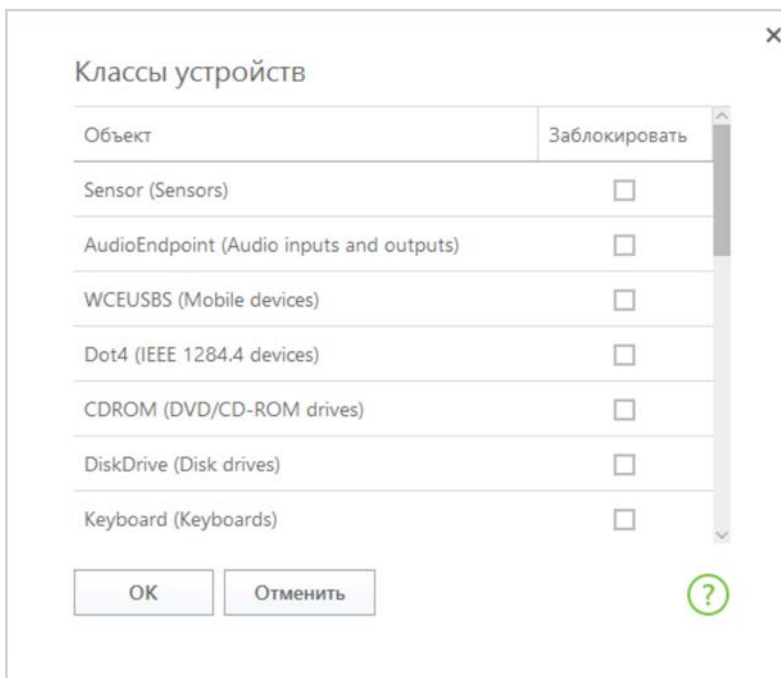 Классы устройств
Объект Заблокировать
Sensor (Sensors)
AudioEndpoint (Audio inputs and outputs)
WCEUSBS (Mobile devices)
Dot4 (IEEE 1284.4 devices)
CDROM (DVD/CD-ROM drives)
DiskDrive (Disk drives)
Keyboard (Keyboards)
OK Отменить ?